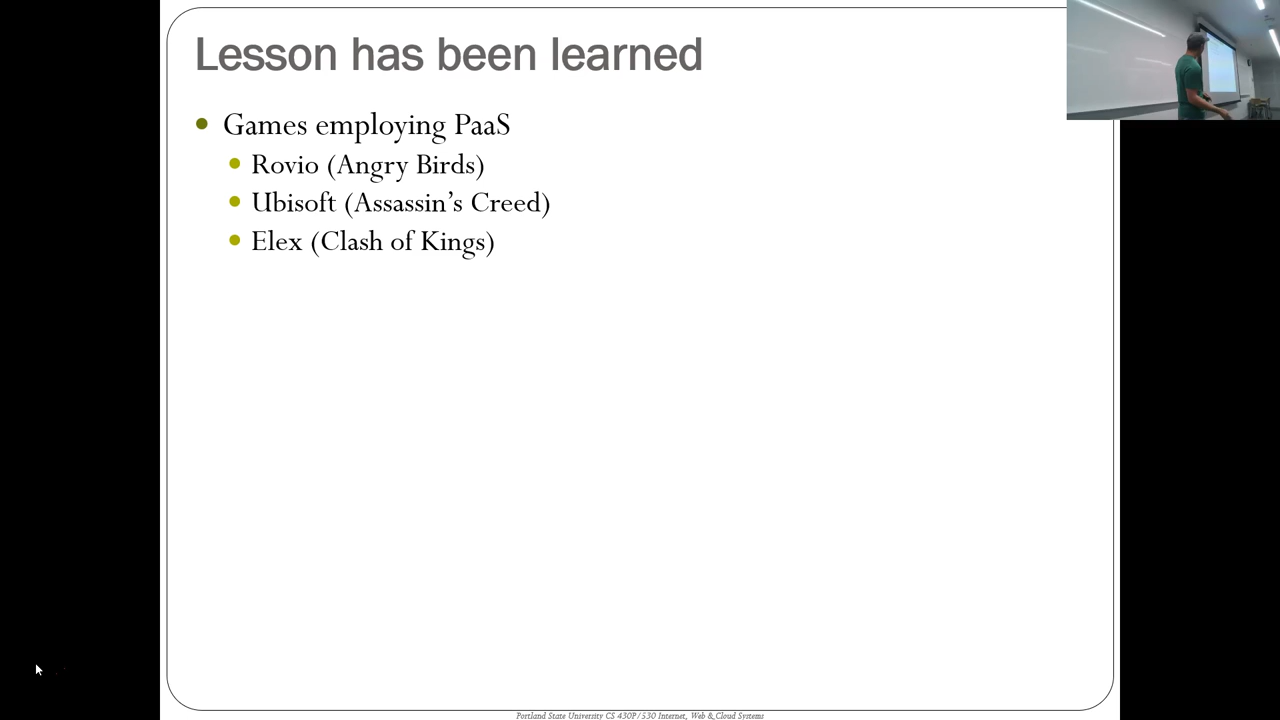 Lesson has been learned
Games employing PaaS
Rovio (Angry Birds)
Ubisoft (Assassin's Creed)
Elex (Clash of Kings)
Portland State University CS 430P/530 Internet, Web & Cloud Systems